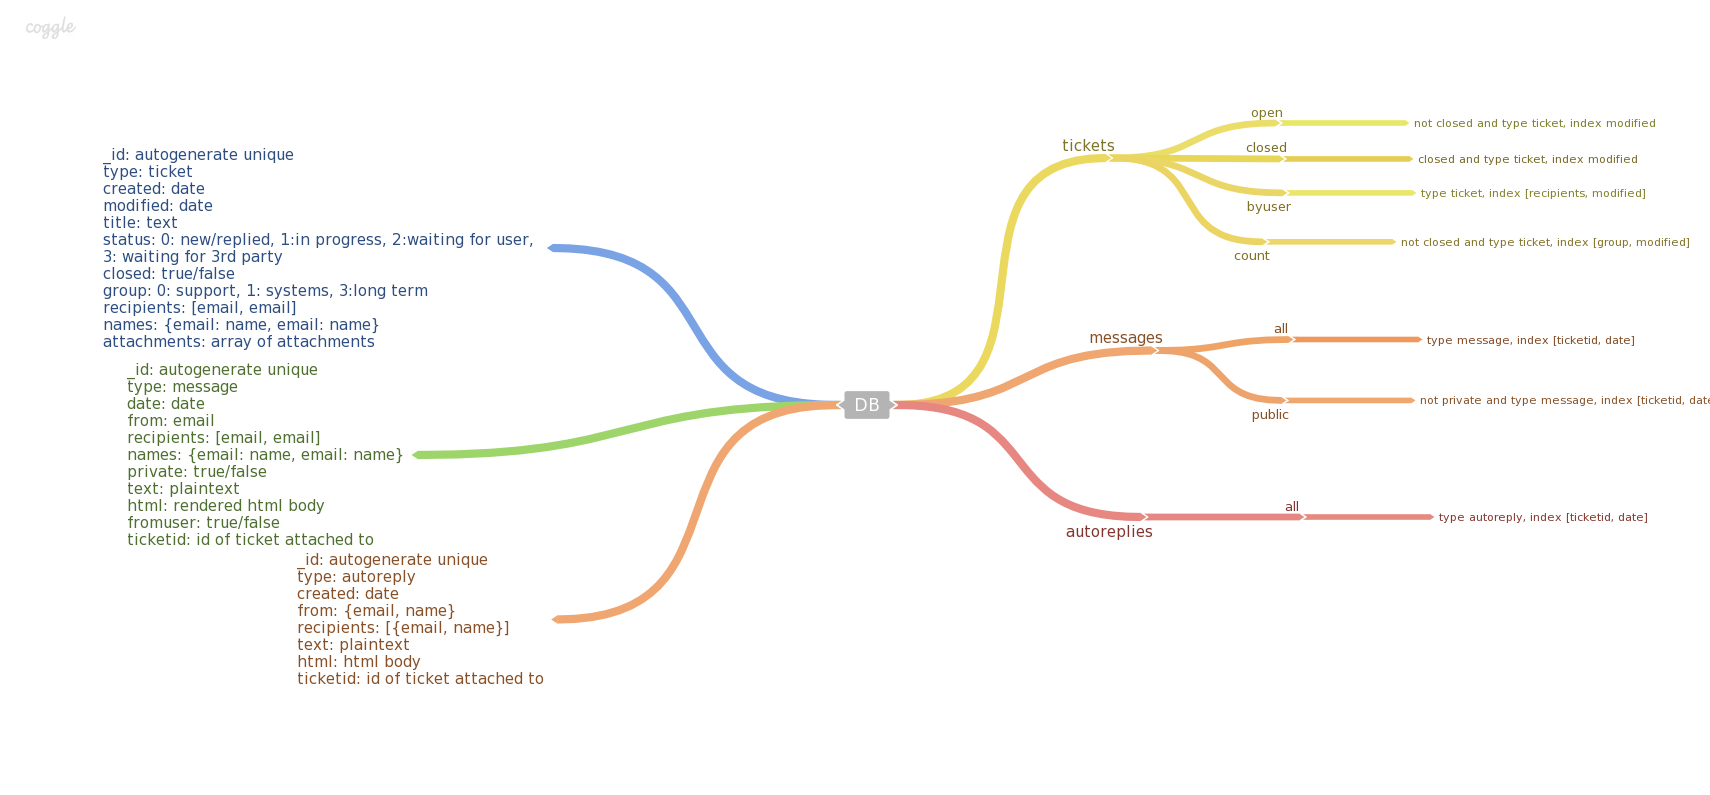 coggle
_id: autogenerate unique
type: ticket
created: date
modified: date
title: text
status: 0: new/replied, 1:in progress, 2:waiting for user,
3: waiting for 3rd party
closed: true/false
group: 0: support, 1: systems, 3:long term
recipients: [email, email]
names: {email: name, email: name}
attachments: array of attachments
_id: autogenerate unique
type: message
date: date
from: email
recipients: [email, email]
names: {email: name, email: name}
private: true/false
text: plaintext
html: rendered html body
fromuser: true/false
ticketid: id of ticket attached to
_id: autogenerate unique
type: autoreply
created: date
from: {email, name}
recipients: [{email, name}]
text: plaintext
html: html body
ticketid: id of ticket attached to
DB
tickets
open
not closed and type ticket, index modified
closed
closed and type ticket, index modified
byuser
type ticket, index [recipients, modified]
count
not closed and type ticket, index [group, modified]
messages
all
type message, index [ticketid, date]
public
not private and type message, index [ticketid, date
autoreplies
all
type autoreply, index [ticketid, date]